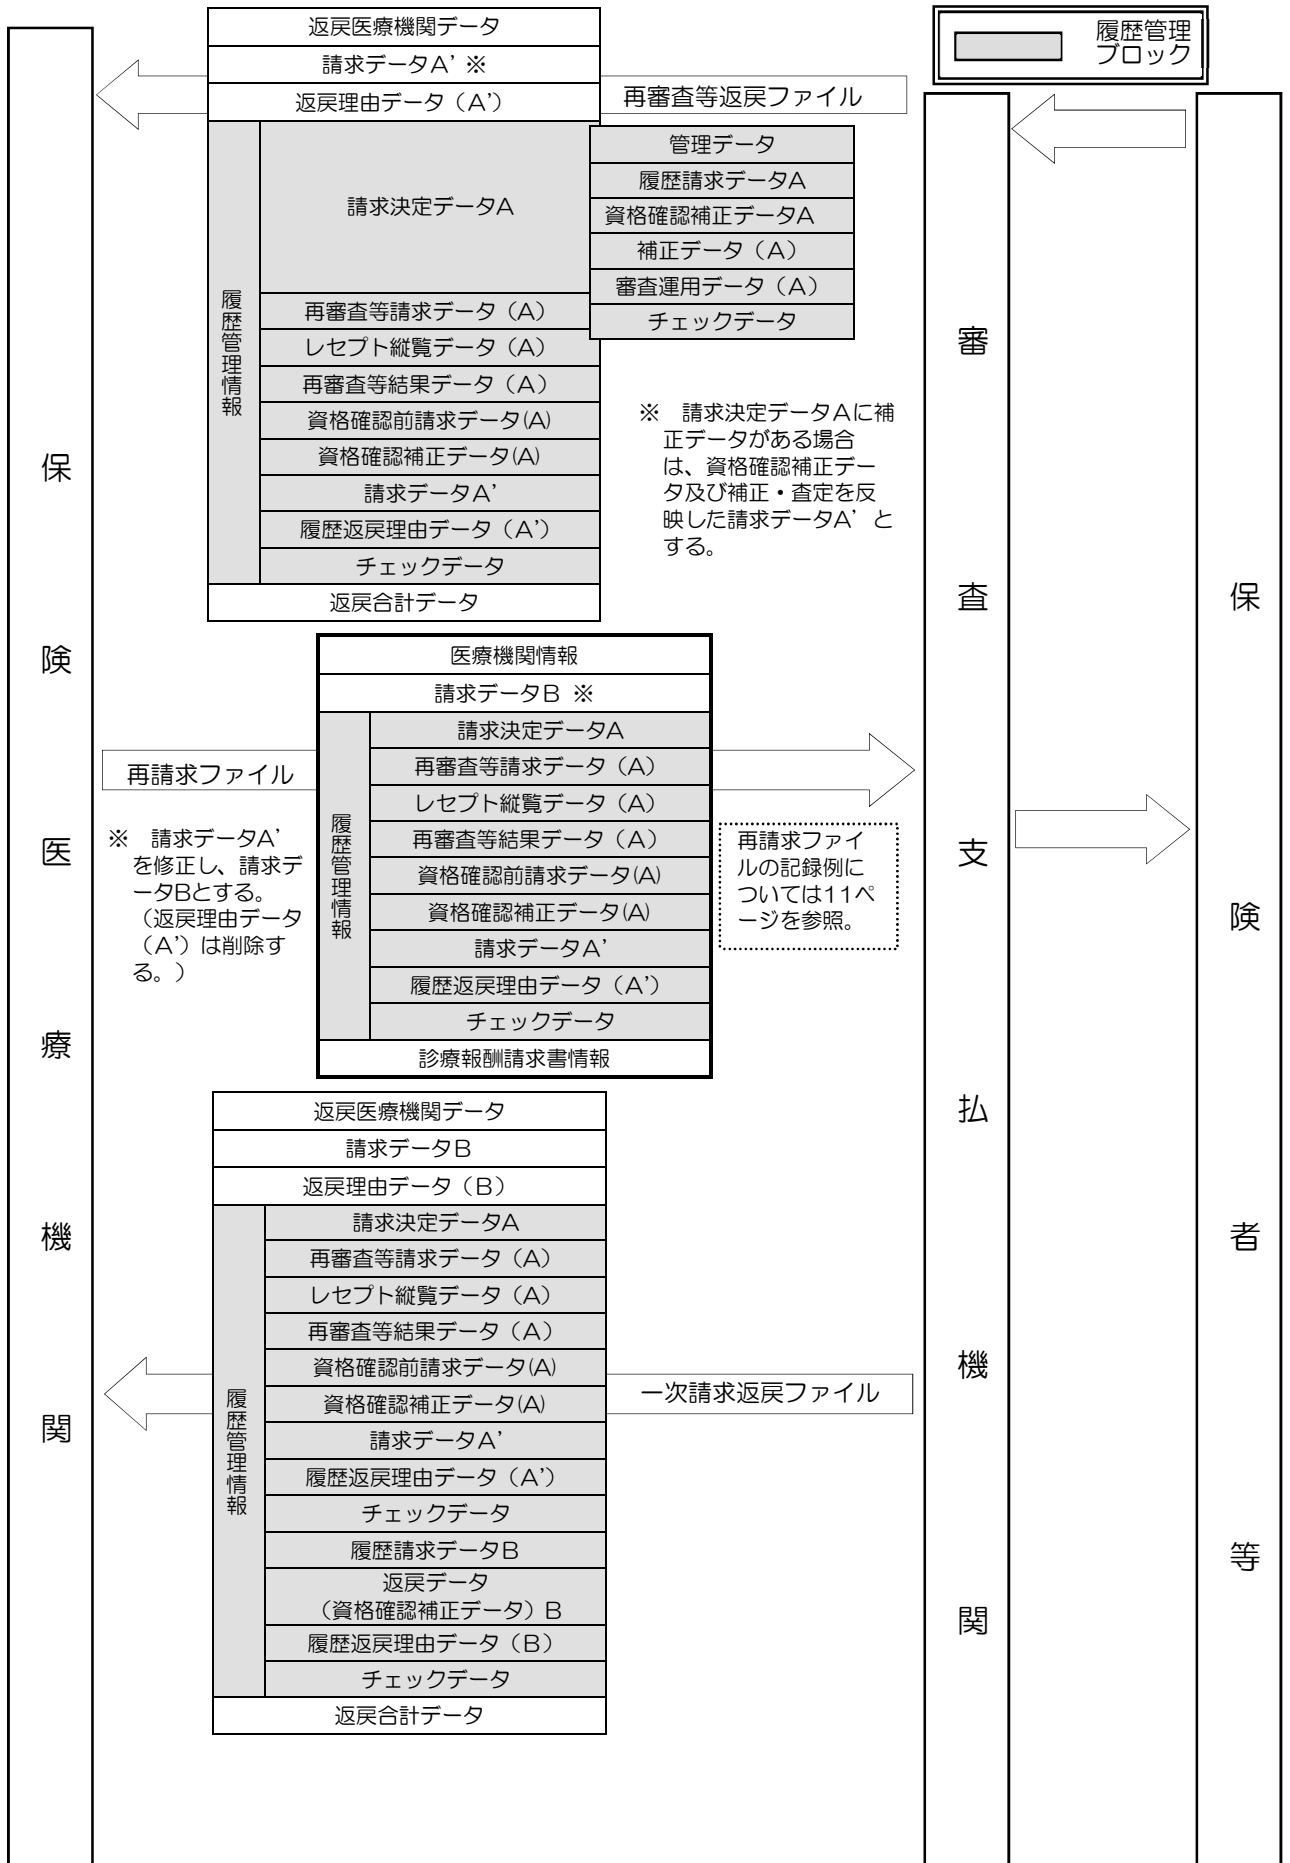 履歴管理
ブロック
保険医療機関
審査支払機関
保険者等
返戻医療機関データ
請求データA’ ※
返戻理由データ（A’）
再審査等返戻ファイル
履歴管理情報
請求決定データA
管理データ
履歴請求データA
資格確認補正データA
補正データ（A）
審査運用データ（A）
チェックデータ
再審査等請求データ（A）
レセプト縦覧データ（A）
再審査等結果データ（A）
資格確認前請求データ(A)
資格確認補正データ(A)
請求データA’
履歴返戻理由データ（A’）
チェックデータ
返戻合計データ
※　請求決定データAに補
正データがある場合
は、資格確認補正デー
タ及び補正・査定を反
映した請求データA’と
する。
医療機関情報
請求データB ※
再請求ファイル
履歴管理情報
請求決定データA
再審査等請求データ（A）
レセプト縦覧データ（A）
再審査等結果データ（A）
資格確認前請求データ(A)
資格確認補正データ(A)
請求データA’
履歴返戻理由データ（A’）
チェックデータ
診療報酬請求書情報
※　請求データA’
を修正し、請求デ
ータBとする。
（返戻理由データ
（A’）は削除す
る。）
再請求ファイ
ルの記録例に
ついては11ペ
ージを参照。
返戻医療機関データ
請求データB
返戻理由データ（B）
履歴管理情報
請求決定データA
再審査等請求データ（A）
レセプト縦覧データ（A）
再審査等結果データ（A）
資格確認前請求データ(A)
資格確認補正データ(A)
請求データA’
履歴返戻理由データ（A’）
チェックデータ
履歴請求データB
返戻データ
（資格確認補正データ）B
履歴返戻理由データ（B）
チェックデータ
返戻合計データ
一次請求返戻ファイル